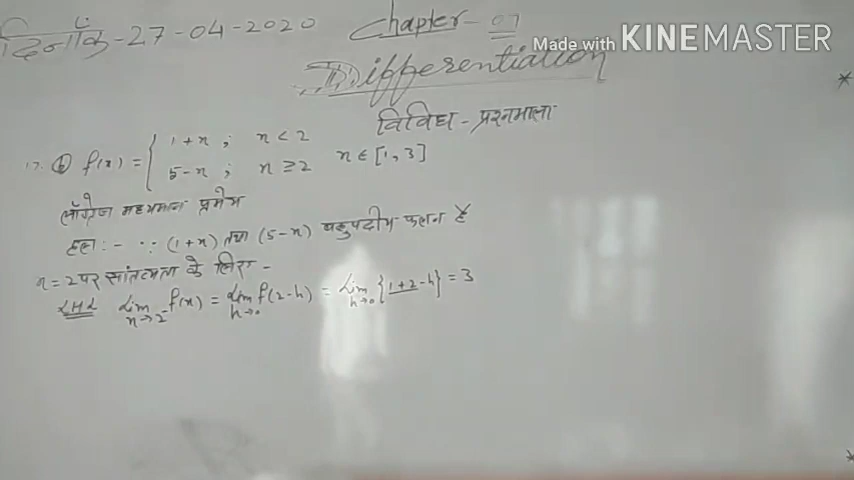 दिनाँक-27-04-2020
Chapter-07
Made with KINEMASTER
Differentiation
विविध-प्रश्नमाला
17. (b) f(x) = { 1+x ; x < 2
5-x ; x ≥ 2 x ∈ [1, 3]
लाॅगरेंज मध्यमान प्रमेय
हल :- ∵ (1+x) तथा (5-x) बहुपदीय फलन है
x = 2 पर सांतत्यता के लिए -
LHL Lim x→2⁻ f(x) = Lim h→0 f(2-h) = Lim h→0 {1+2-h} = 3